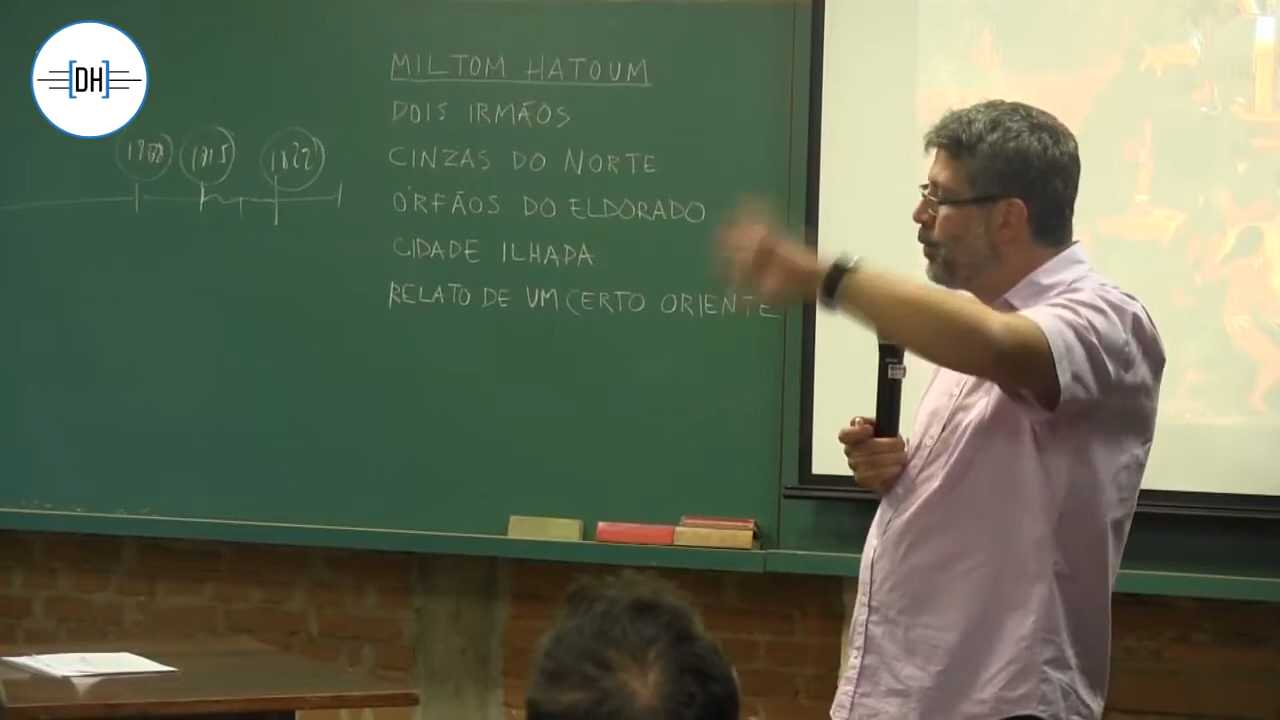 [DH]
MILTOM HATOUM
DOIS IRMÃOS
CINZAS DO NORTE
ÓRFÃOS DO ELDORADO
CIDADE ILHADA
RELATO DE UM CERTO ORIENTE
1808 1815 1822